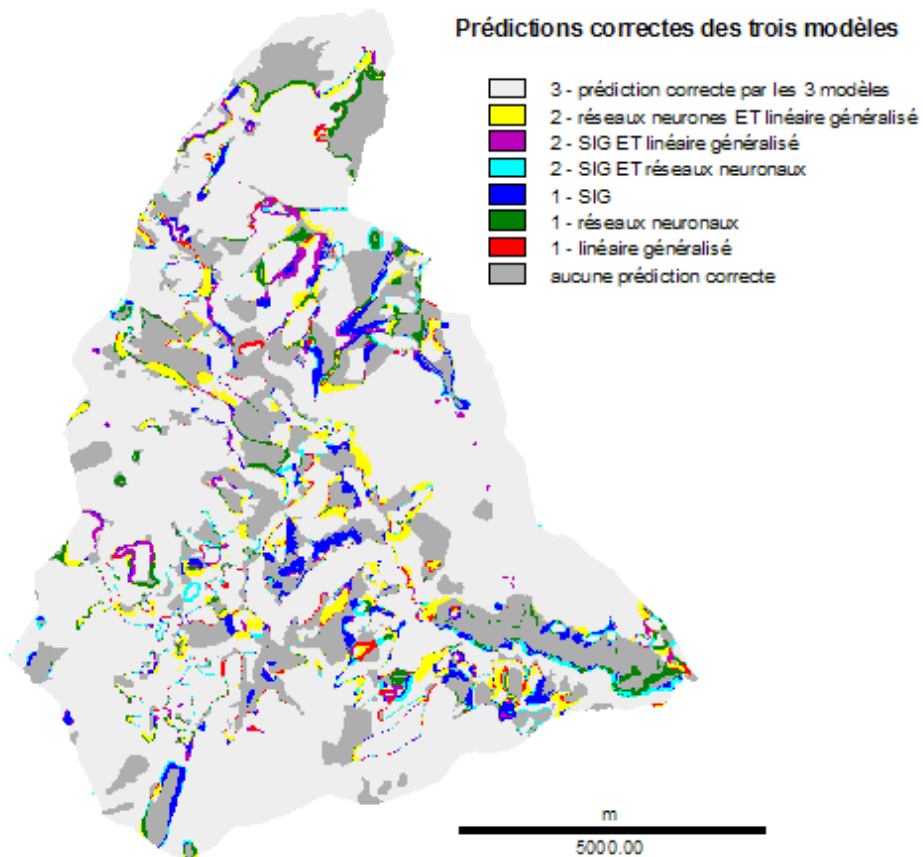 Prédictions correctes des trois modèles
3 - prédiction correcte par les 3 modèles
2 - réseaux neurones ET linéaire généralisé
2 - SIG ET linéaire généralisé
2 - SIG ET réseaux neuronaux
1 - SIG
1 - réseaux neuronaux
1 - linéaire généralisé
aucune prédiction correcte
m
5000.00